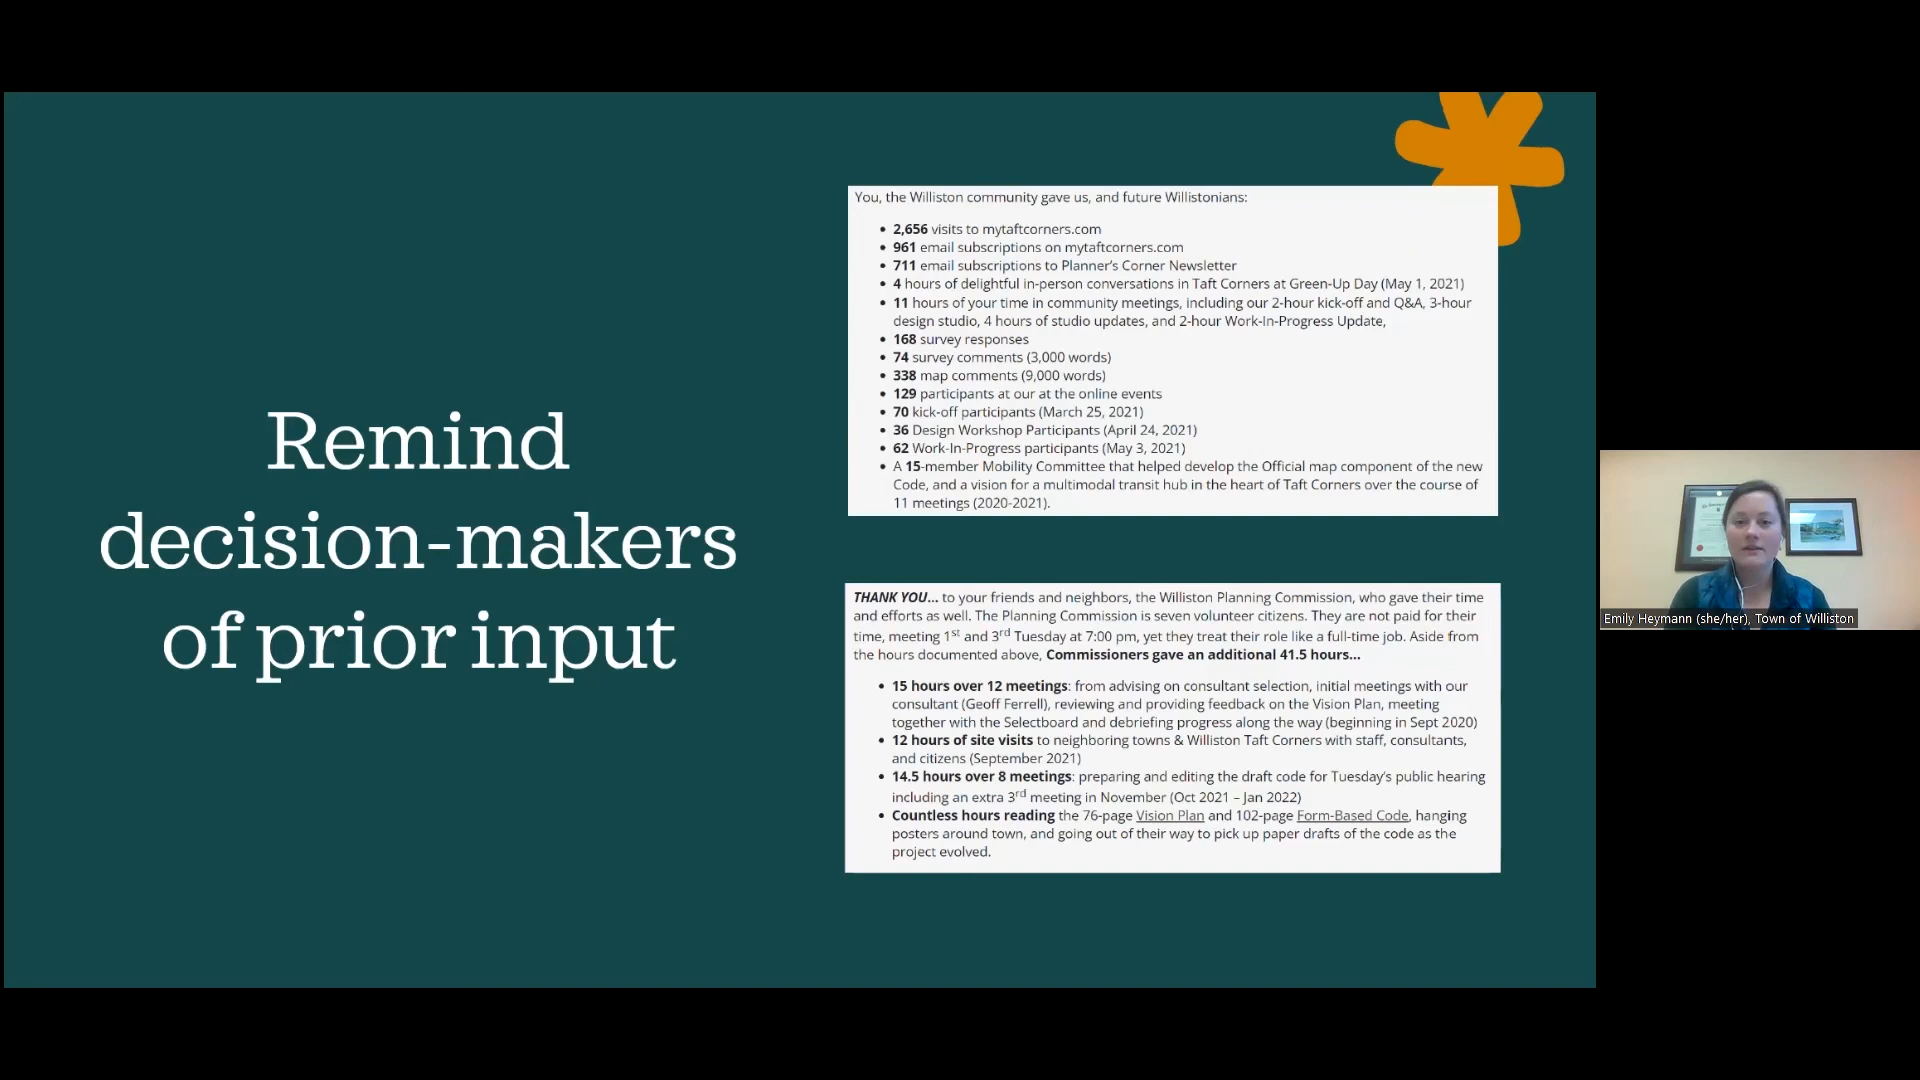 Remind
decision-makers
of prior input
You, the Williston community gave us, and future Willistonians:
• 2,656 visits to mytaftcorners.com
• 961 email subscriptions on mytaftcorners.com
• 711 email subscriptions to Planner's Corner Newsletter
• 4 hours of delightful in-person conversations in Taft Corners at Green-Up Day (May 1, 2021)
• 11 hours of your time in community meetings, including our 2-hour kick-off and Q&A, 3-hour
design studio, 4 hours of studio updates, and 2-hour Work-In-Progress Update,
• 168 survey responses
• 74 survey comments (3,000 words)
• 338 map comments (9,000 words)
• 129 participants at our at the online events
• 70 kick-off participants (March 25, 2021)
• 36 Design Workshop Participants (April 24, 2021)
• 62 Work-In-Progress participants (May 3, 2021)
• A 15-member Mobility Committee that helped develop the Official map component of the new
Code, and a vision for a multimodal transit hub in the heart of Taft Corners over the course of
11 meetings (2020-2021).
THANK YOU... to your friends and neighbors, the Williston Planning Commission, who gave their time
and efforts as well. The Planning Commission is seven volunteer citizens. They are not paid for their
time, meeting 1st and 3rd Tuesday at 7:00 pm, yet they treat their role like a full-time job. Aside from
the hours documented above, Commissioners gave an additional 41.5 hours...
• 15 hours over 12 meetings: from advising on consultant selection, initial meetings with our
consultant (Geoff Ferrell), reviewing and providing feedback on the Vision Plan, meeting
together with the Selectboard and debriefing progress along the way (beginning in Sept 2020)
• 12 hours of site visits to neighboring towns & Williston Taft Corners with staff, consultants,
and citizens (September 2021)
• 14.5 hours over 8 meetings: preparing and editing the draft code for Tuesday's public hearing
including an extra 3rd meeting in November (Oct 2021 – Jan 2022)
• Countless hours reading the 76-page Vision Plan and 102-page Form-Based Code, hanging
posters around town, and going out of their way to pick up paper drafts of the code as the
project evolved.
Emily Heymann (she/her), Town of Williston